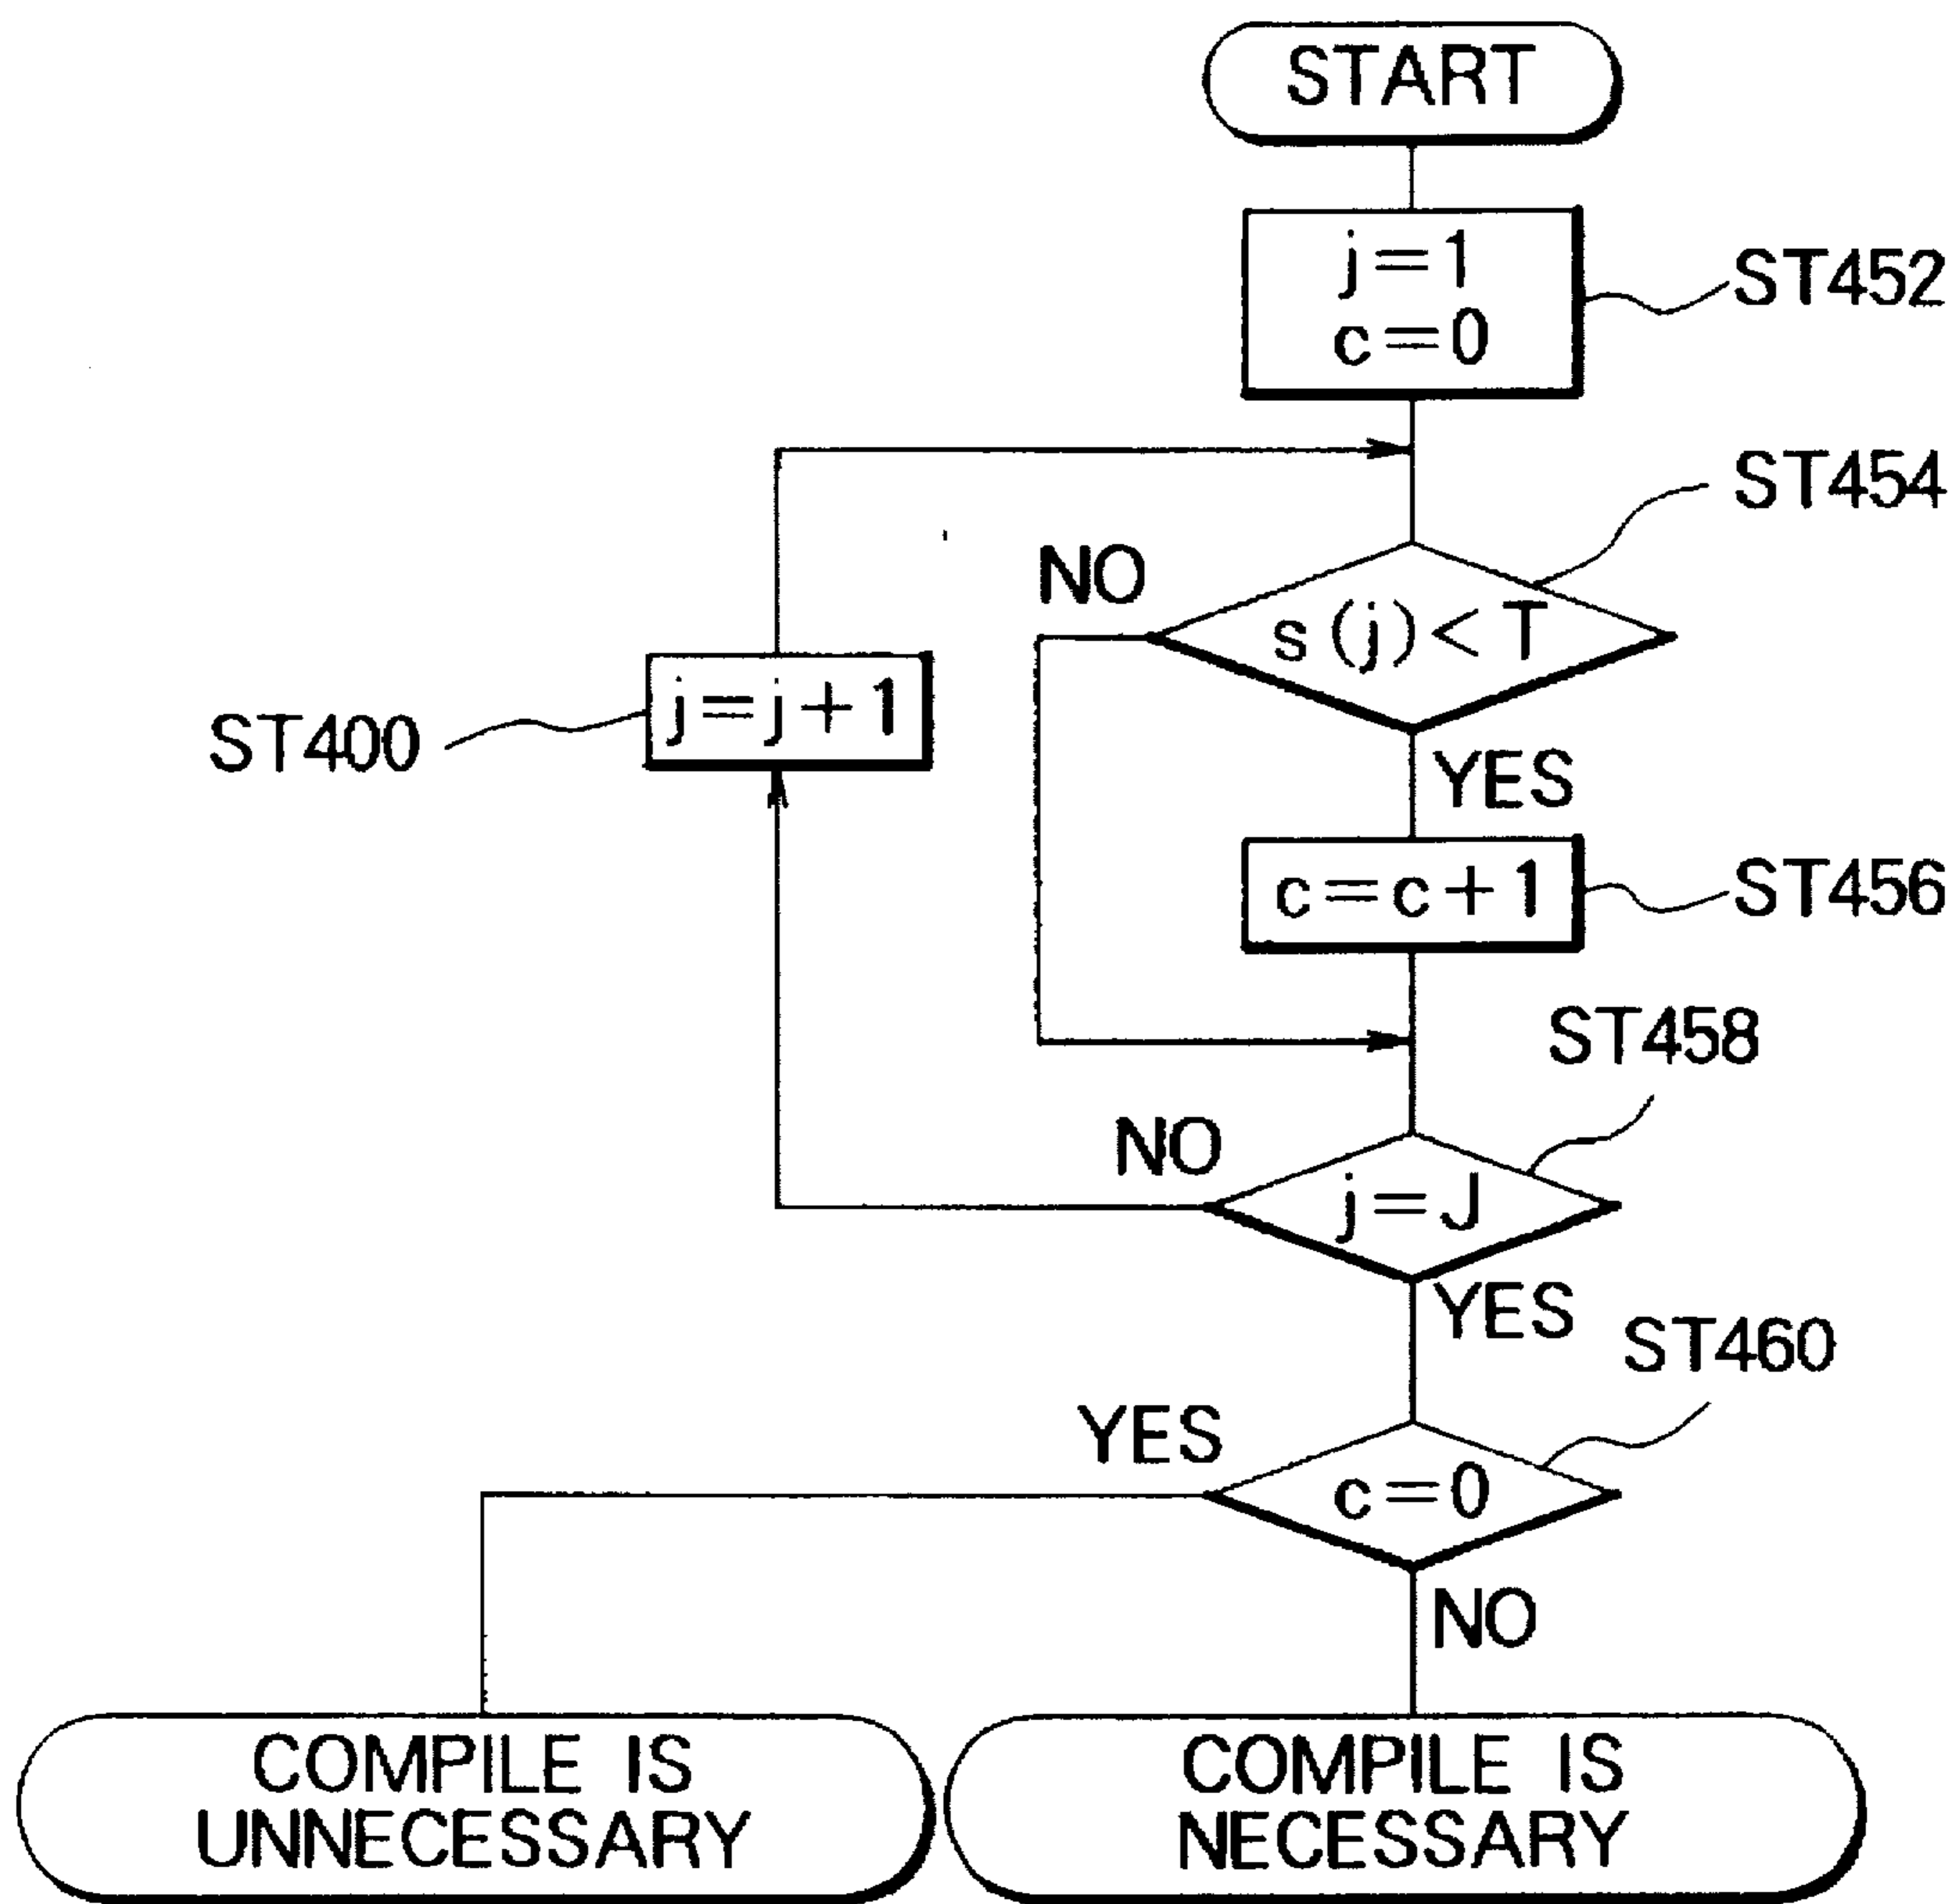 START
j=1
c=0
ST452
ST454
NO
s(j)<T
j=j+1
ST400
YES
c=c+1
ST456
ST458
NO
j=J
YES
ST460
YES
c=0
NO
COMPILE IS
UNNECESSARY
COMPILE IS
NECESSARY